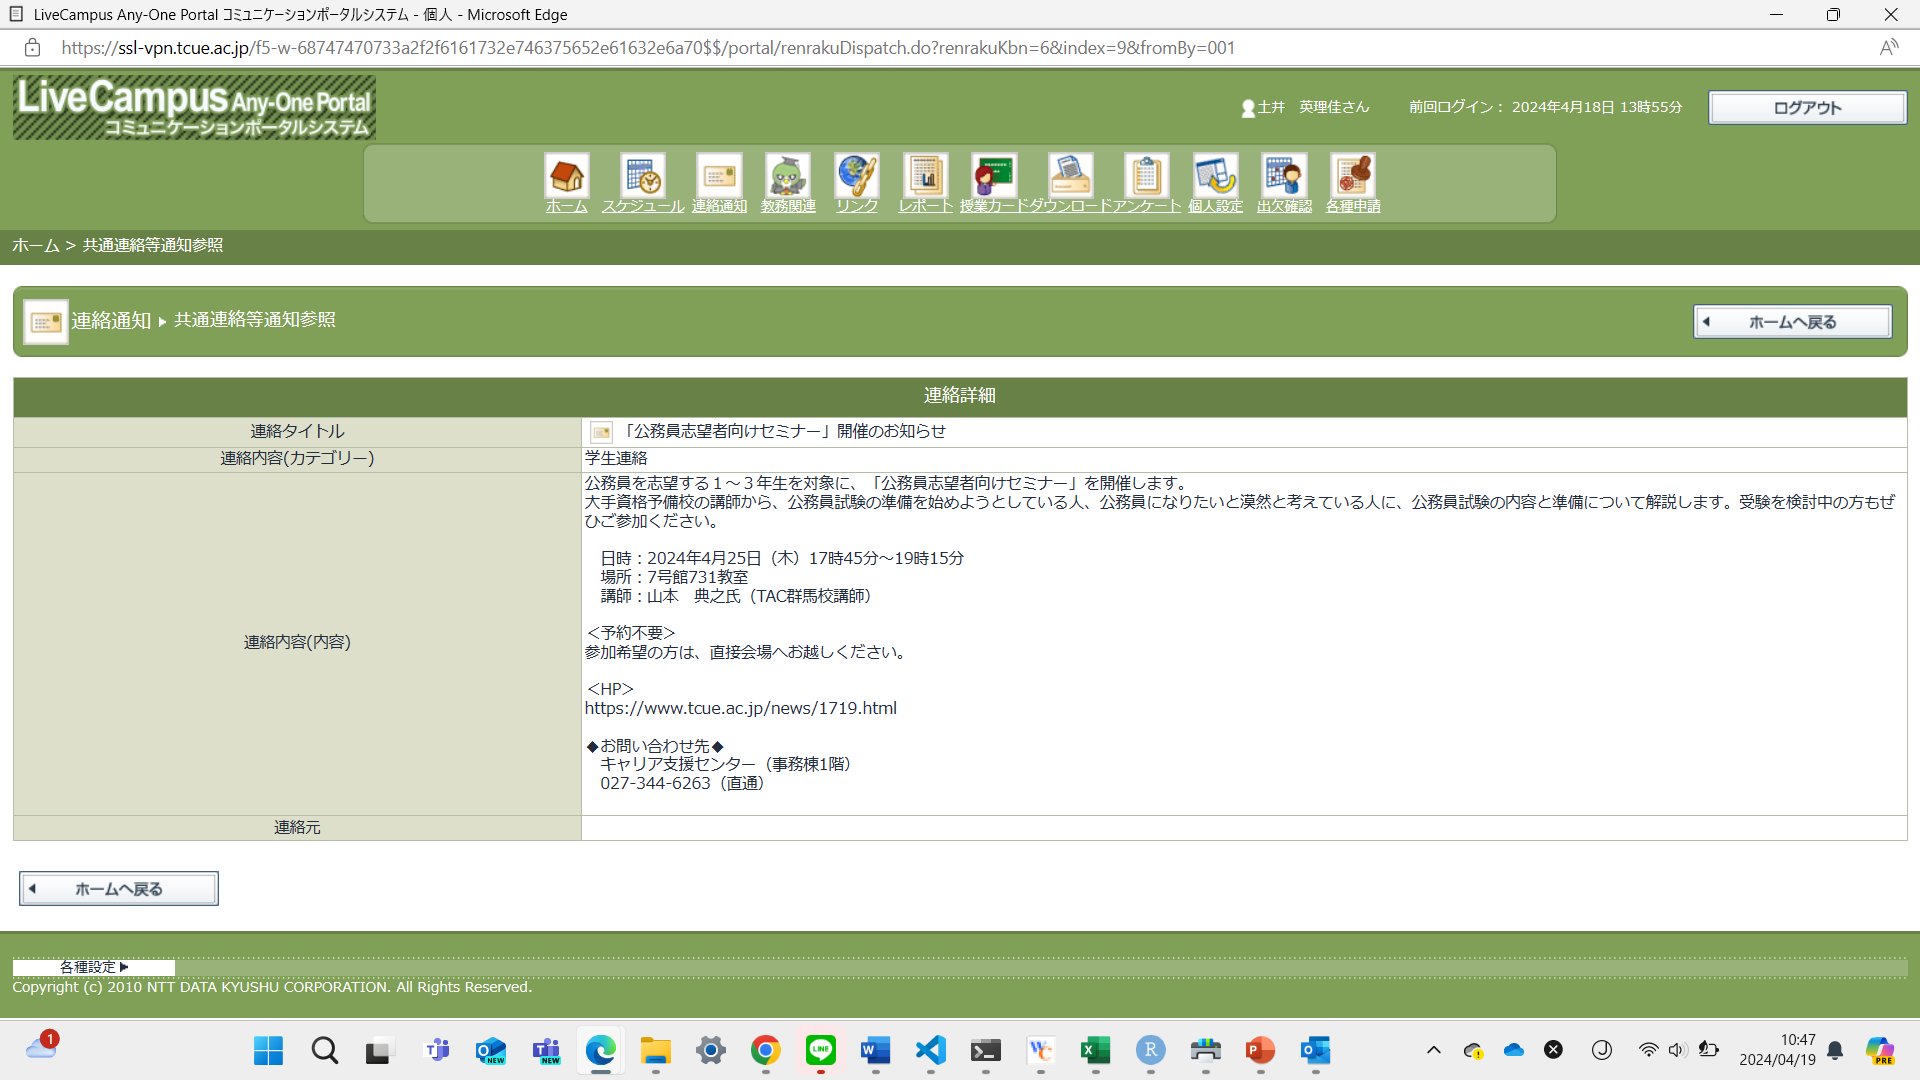 LiveCampus Any-One Portal コミュニケーションポータルシステム - 個人 - Microsoft Edge
https://ssl-vpn.tcue.ac.jp/f5-w-68747470733a2f2f6161732e746375652e61632e6a70$$/portal/renrakuDispatch.do?renrakuKbn=6&index=9&fromBy=001
LiveCampus Any-One Portal
コミュニケーションポータルシステム
土井　英理佳さん 前回ログイン： 2024年4月18日 13時55分 ログアウト
ホーム スケジュール 連絡通知 教務関連 リンク レポート 授業カード ダウンロード アンケート 個人設定 出欠確認 各種申請
ホーム > 共通連絡等通知参照
連絡通知 共通連絡等通知参照 ホームへ戻る
連絡詳細
連絡タイトル 「公務員志望者向けセミナー」開催のお知らせ
連絡内容(カテゴリー) 学生連絡
連絡内容(内容)
公務員を志望する１～３年生を対象に、「公務員志望者向けセミナー」を開催します。
大手資格予備校の講師から、公務員試験の準備を始めようとしている人、公務員になりたいと漠然と考えている人に、公務員試験の内容と準備について解説します。受験を検討中の方もぜ
ひご参加ください。
日時：2024年4月25日（木）17時45分～19時15分
場所：7号館731教室
講師：山本　典之氏（TAC群馬校講師）
＜予約不要＞
参加希望の方は、直接会場へお越しください。
＜HP＞
https://www.tcue.ac.jp/news/1719.html
◆お問い合わせ先◆
キャリア支援センター（事務棟1階）
027-344-6263（直通）
連絡元
ホームへ戻る
各種設定
Copyright (c) 2010 NTT DATA KYUSHU CORPORATION. All Rights Reserved.
1
10:47
2024/04/19